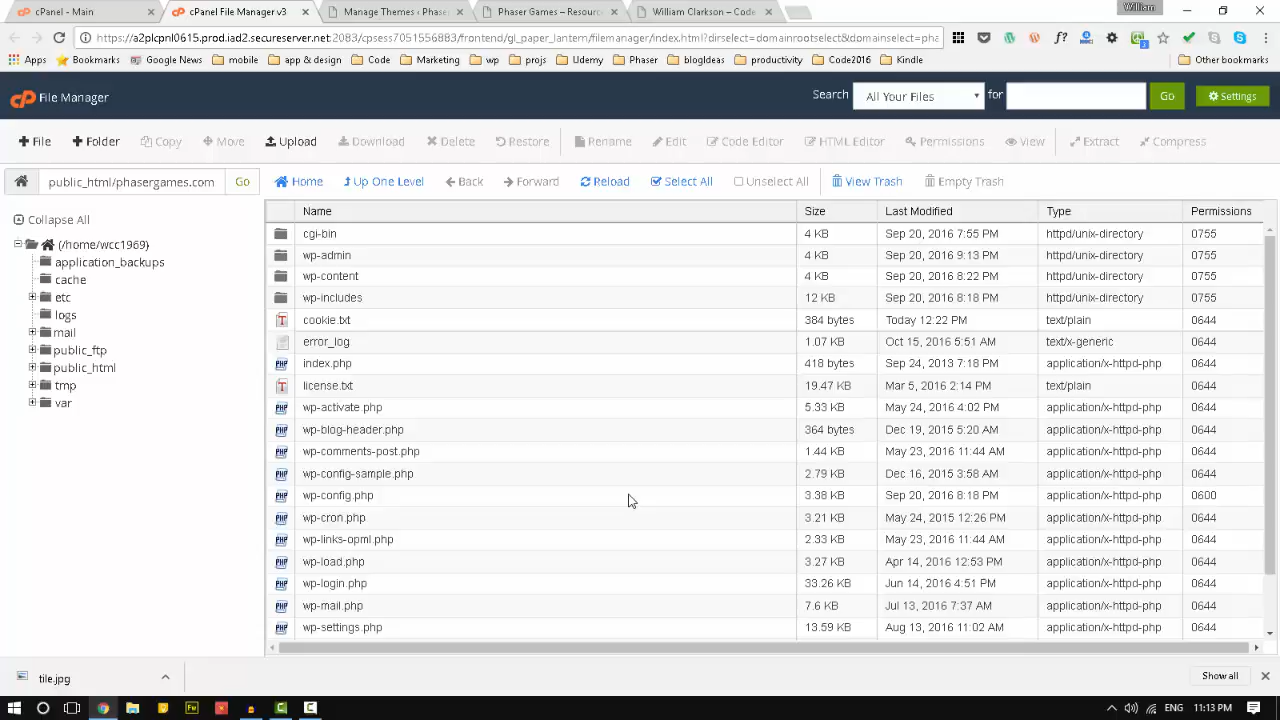 cPanel - Main
cPanel File Manager v3
Manage Themes ‹ Phaser
Phaser Games – Resourc
William Clarkson – Code
William
https://a2plcpnl0615.prod.iad2.secureserver.net:2083/cpsess7051556883/frontend/gl_paper_lantern/filemanager/index.html?dirselect=domainrootselect&domainselect=pha
Apps
Bookmarks
Google News
mobile
app & design
Code
Marketing
wp
projs
Udemy
Phaser
blogIdeas
productivity
Code2016
Kindle
Other bookmarks
cP File Manager
Search All Your Files for Go Settings
File
Folder
Copy
Move
Upload
Download
Delete
Restore
Rename
Edit
Code Editor
HTML Editor
Permissions
View
Extract
Compress
public_html/phasergames.com Go
Home
Up One Level
Back
Forward
Reload
Select All
Unselect All
View Trash
Empty Trash
Collapse All
(/home/wcc1969)
application_backups
cache
etc
logs
mail
public_ftp
public_html
tmp
var
Name Size Last Modified Type Permissions
cgi-bin 4 KB Sep 20, 2016 7:55 PM httpd/unix-directory 0755
wp-admin 4 KB Sep 20, 2016 9:13 PM httpd/unix-directory 0755
wp-content 4 KB Sep 20, 2016 8:22 PM httpd/unix-directory 0755
wp-includes 12 KB Sep 20, 2016 8:18 PM httpd/unix-directory 0755
cookie.txt 384 bytes Today 12:22 PM text/plain 0644
error_log 1.07 KB Oct 15, 2016 5:51 AM text/x-generic 0644
index.php 418 bytes Sep 24, 2013 7:18 PM application/x-httpd-php 0644
license.txt 19.47 KB Mar 5, 2016 2:14 PM text/plain 0644
wp-activate.php 5.33 KB May 24, 2016 4:02 PM application/x-httpd-php 0644
wp-blog-header.php 364 bytes Dec 19, 2015 5:20 AM application/x-httpd-php 0644
wp-comments-post.php 1.44 KB May 23, 2016 11:44 AM application/x-httpd-php 0644
wp-config-sample.php 2.79 KB Dec 16, 2015 3:58 AM application/x-httpd-php 0644
wp-config.php 3.38 KB Sep 20, 2016 8:18 PM application/x-httpd-php 0600
wp-cron.php 3.21 KB May 24, 2015 12:26 PM application/x-httpd-php 0644
wp-links-opml.php 2.33 KB May 23, 2016 11:44 AM application/x-httpd-php 0644
wp-load.php 3.27 KB Apr 14, 2016 12:53 PM application/x-httpd-php 0644
wp-login.php 33.26 KB Jun 14, 2016 4:51 PM application/x-httpd-php 0644
wp-mail.php 7.6 KB Jul 13, 2016 7:37 AM application/x-httpd-php 0644
wp-settings.php 13.59 KB Aug 13, 2016 11:02 AM application/x-httpd-php 0644
tile.jpg
Show all
ENG 11:13 PM